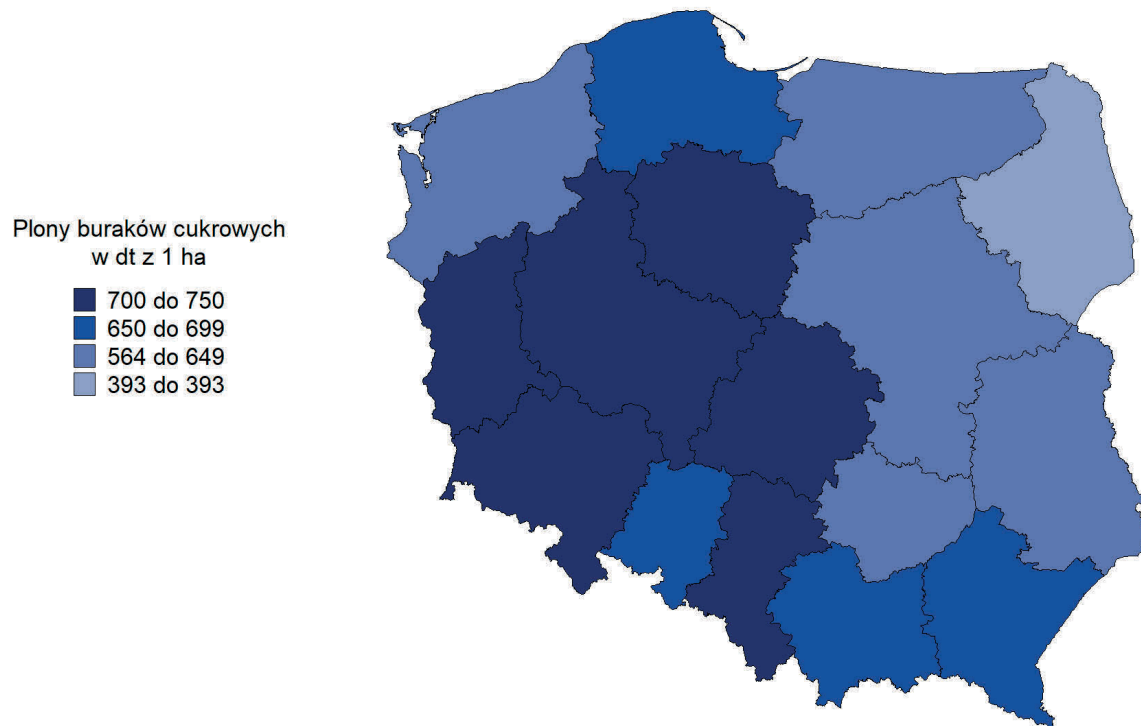 Plony buraków cukrowych
w dt z 1 ha
700 do 750
650 do 699
564 do 649
393 do 393